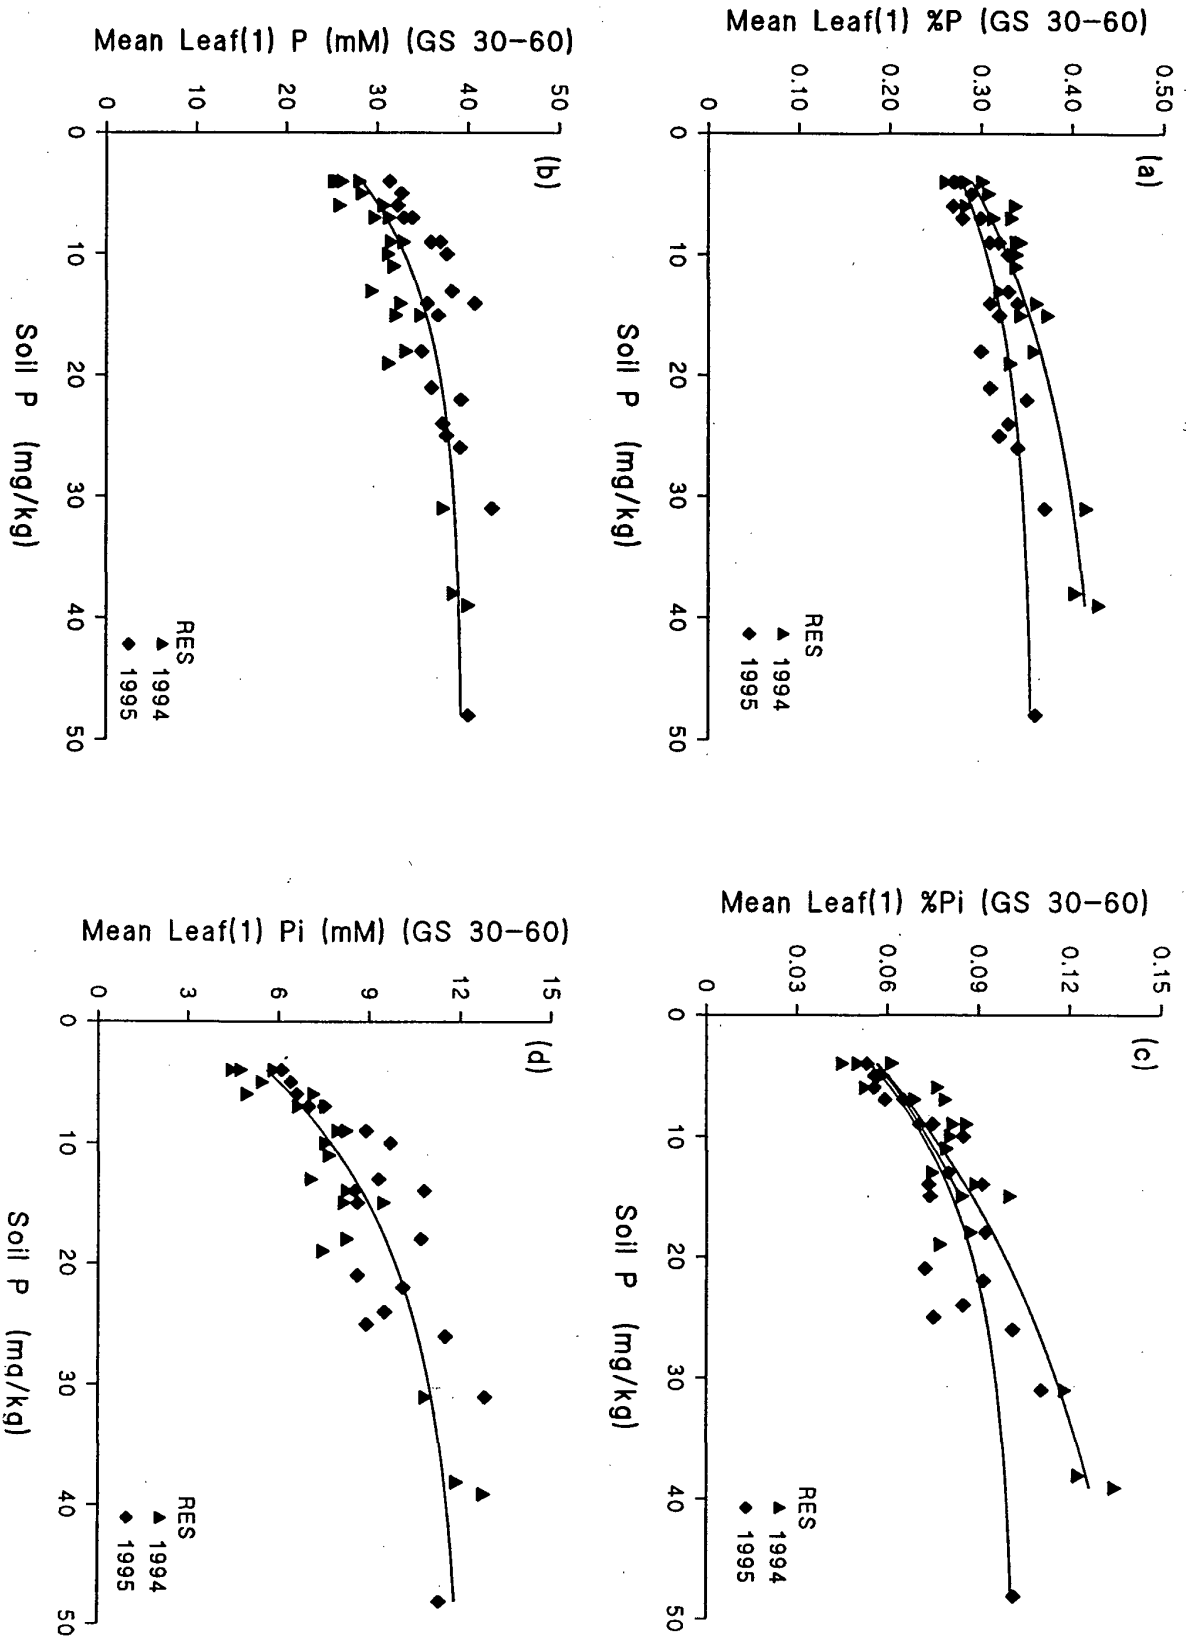 (a)
Mean Leaf(1) %P (GS 30-60)
0.50
0.40
0.30
0.20
0.10
0
0 10 20 30 40 50
Soil P (mg/kg)
RES
1994
1995
(b)
Mean Leaf(1) P (mM) (GS 30-60)
50
40
30
20
10
0
0 10 20 30 40 50
Soil P (mg/kg)
RES
1994
1995
(c)
Mean Leaf(1) %Pi (GS 30-60)
0.15
0.12
0.09
0.06
0.03
0
0 10 20 30 40 50
Soil P (mg/kg)
RES
1994
1995
(d)
Mean Leaf(1) Pi (mM) (GS 30-60)
15
12
9
6
3
0
0 10 20 30 40 50
Soil P (mg/kg)
RES
1994
1995